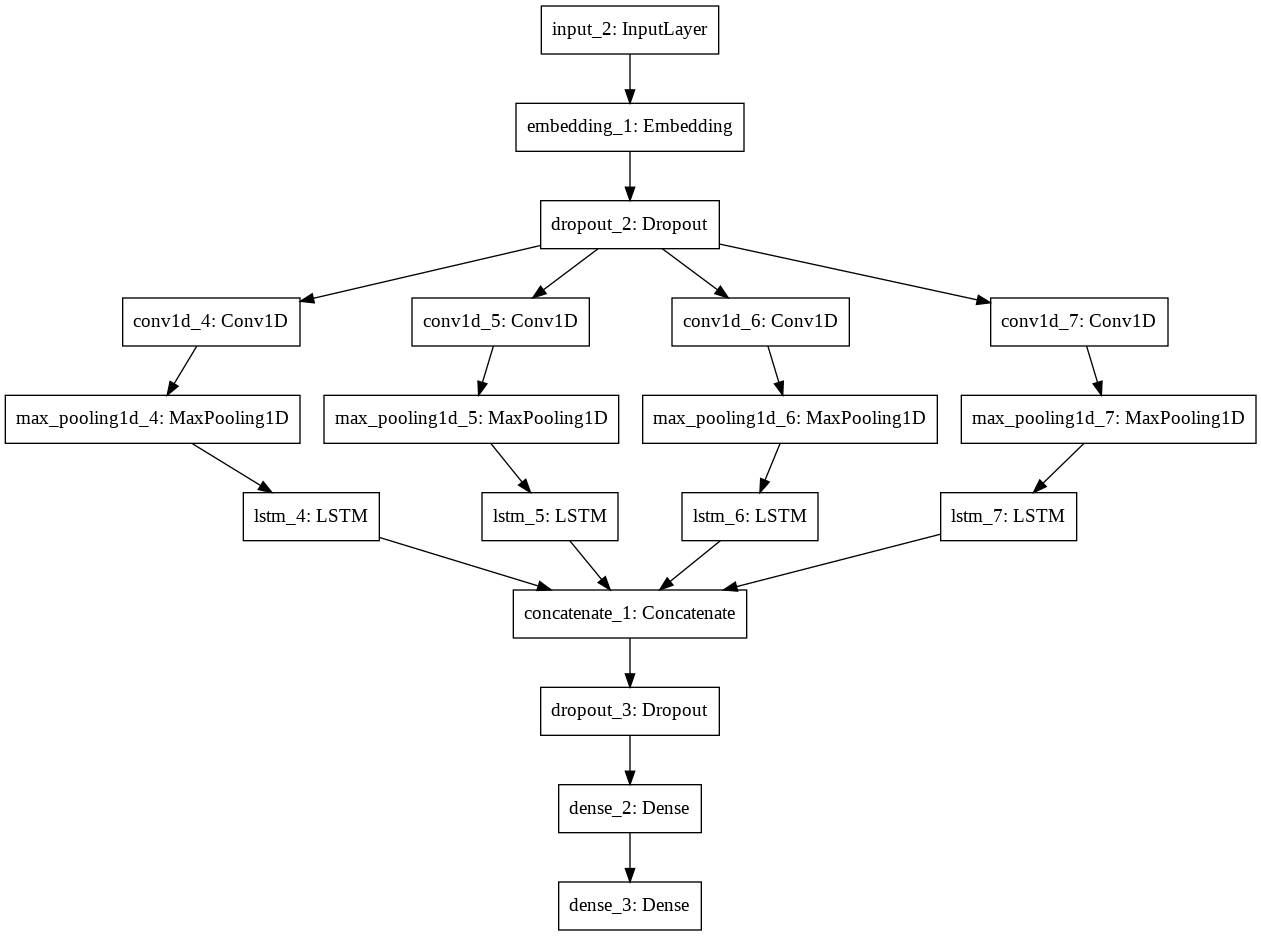 input_2: InputLayer
embedding_1: Embedding
dropout_2: Dropout
conv1d_4: Conv1D
conv1d_5: Conv1D
conv1d_6: Conv1D
conv1d_7: Conv1D
max_pooling1d_4: MaxPooling1D
max_pooling1d_5: MaxPooling1D
max_pooling1d_6: MaxPooling1D
max_pooling1d_7: MaxPooling1D
lstm_4: LSTM
lstm_5: LSTM
lstm_6: LSTM
lstm_7: LSTM
concatenate_1: Concatenate
dropout_3: Dropout
dense_2: Dense
dense_3: Dense